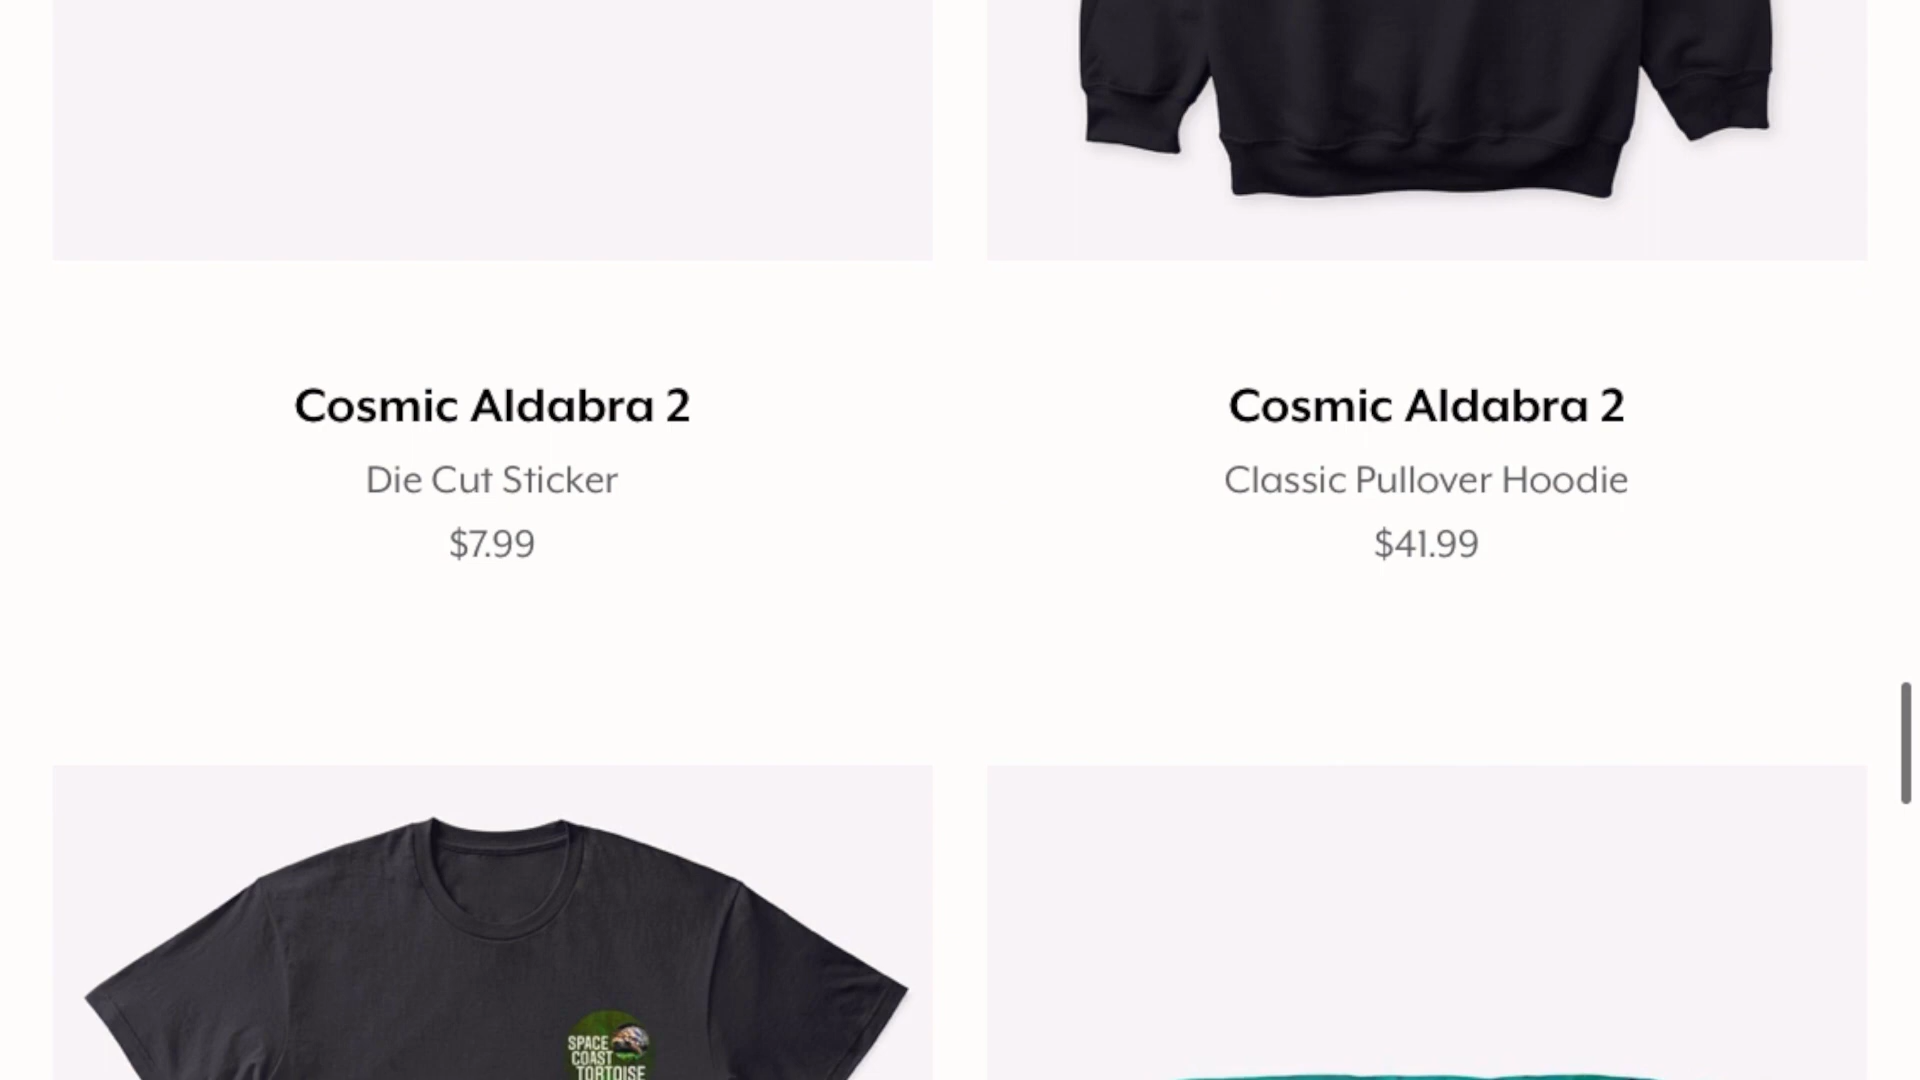 Cosmic Aldabra 2
Die Cut Sticker
$7.99
Cosmic Aldabra 2
Classic Pullover Hoodie
$41.99
SPACE
COAST
TORTOISE